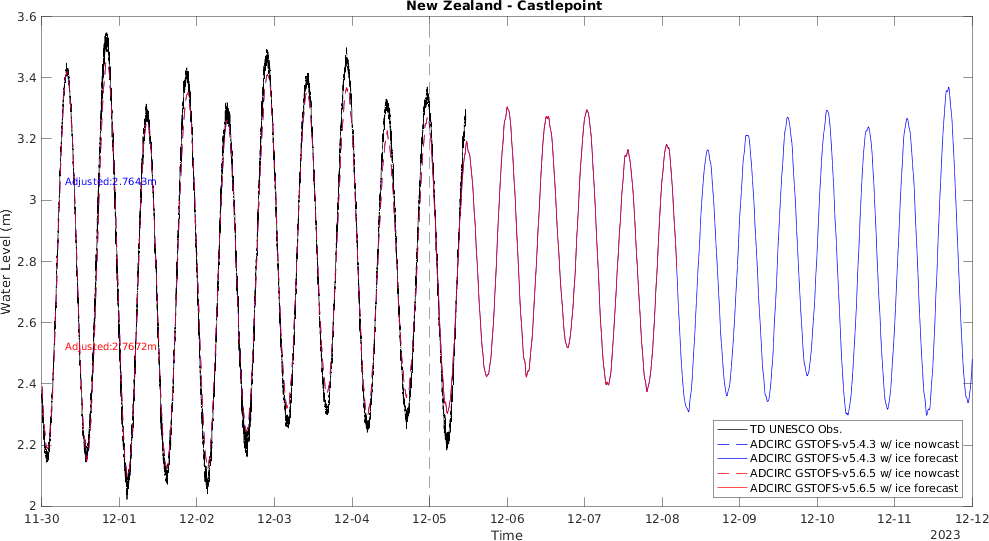 New Zealand - Castlepoint
3.6
3.4
3.2
3
2.8
2.6
2.4
2.2
2
Water Level (m)
Adjusted:2.7643m
Adjusted:2.7672m
TD UNESCO Obs.
ADCIRC GSTOFS-v5.4.3 w/ ice nowcast
ADCIRC GSTOFS-v5.4.3 w/ ice forecast
ADCIRC GSTOFS-v5.6.5 w/ ice nowcast
ADCIRC GSTOFS-v5.6.5 w/ ice forecast
11-30 12-01 12-02 12-03 12-04 12-05 12-06 12-07 12-08 12-09 12-10 12-11 12-12
Time
2023